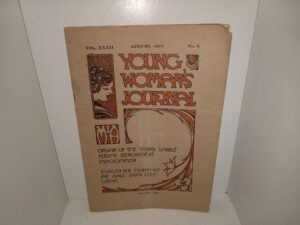 VOL. XXXII AUGUST, 1921 No. 8
YOUNG
WOMAN'S
JOURNAL
MIA
ORGAN OF THE YOUNG LADIES'
MUTUAL IMPROVEMENT
ASSOCIATION
PUBLISHED MONTHLY
AT SALT LAKE CITY
UTAH